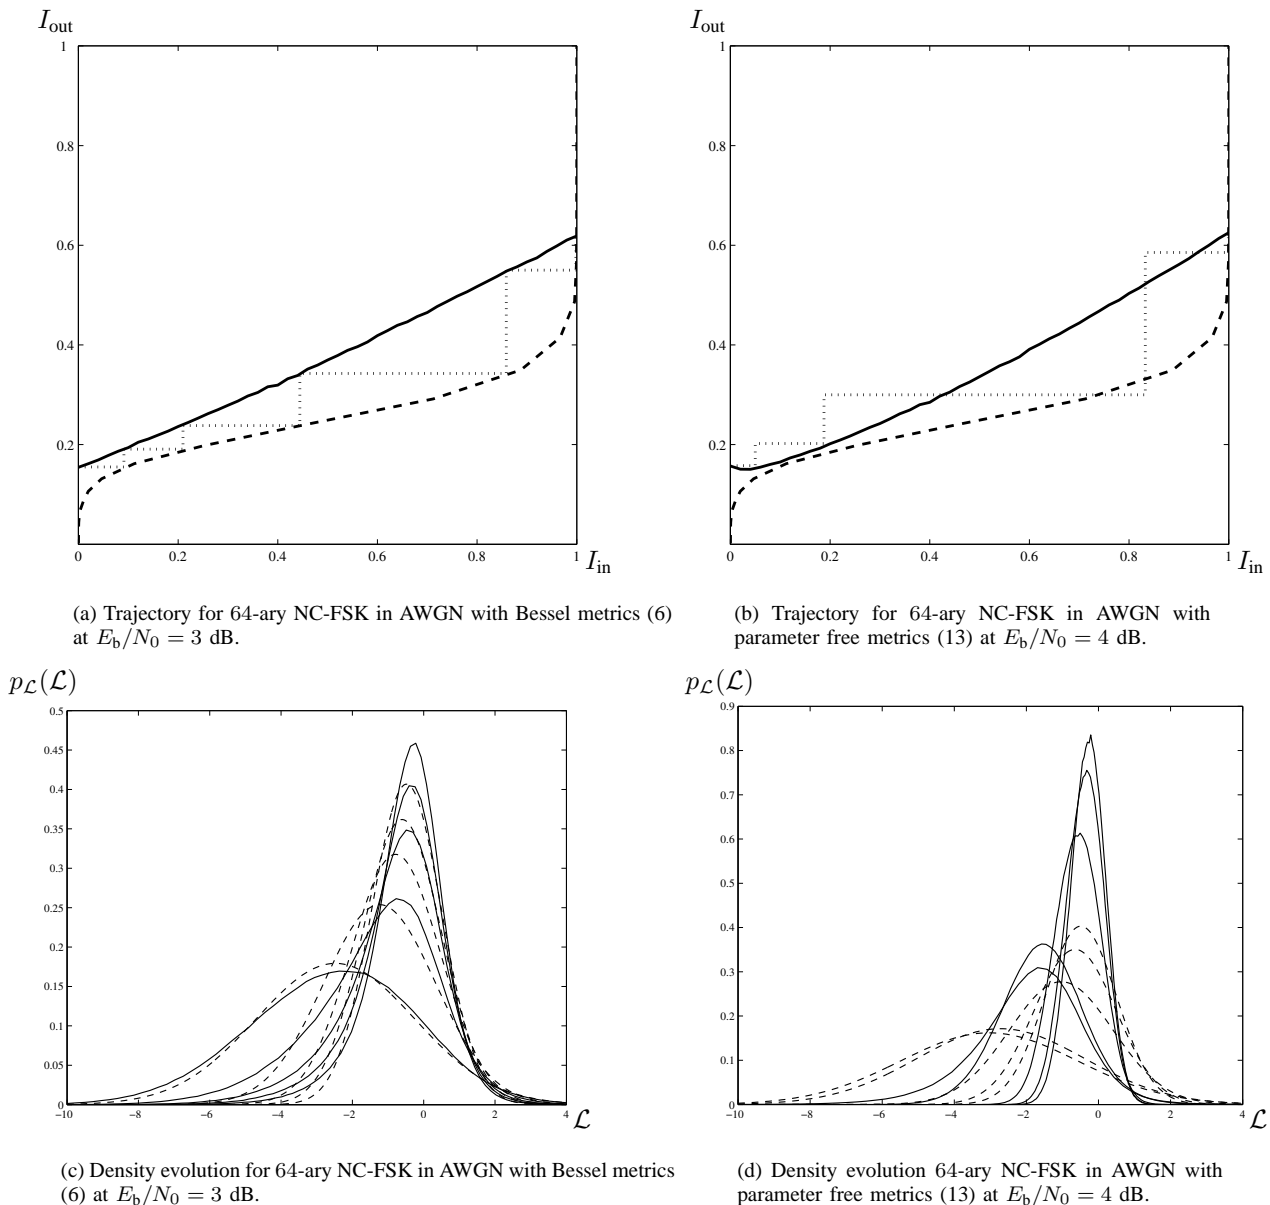 I_out
1
0.8
0.6
0.4
0.2
0 0.2 0.4 0.6 0.8 1 I_in
(a) Trajectory for 64-ary NC-FSK in AWGN with Bessel metrics (6)
at E_b/N_0 = 3 dB.
I_out
1
0.8
0.6
0.4
0.2
0 0.2 0.4 0.6 0.8 1 I_in
(b) Trajectory for 64-ary NC-FSK in AWGN with
parameter free metrics (13) at E_b/N_0 = 4 dB.
p_ℒ(ℒ)
0.5
0.45
0.4
0.35
0.3
0.25
0.2
0.15
0.1
0.05
0
−10 −8 −6 −4 −2 0 2 4 ℒ
(c) Density evolution for 64-ary NC-FSK in AWGN with Bessel metrics
(6) at E_b/N_0 = 3 dB.
p_ℒ(ℒ)
0.9
0.8
0.7
0.6
0.5
0.4
0.3
0.2
0.1
0
−10 −8 −6 −4 −2 0 2 4 ℒ
(d) Density evolution 64-ary NC-FSK in AWGN with
parameter free metrics (13) at E_b/N_0 = 4 dB.